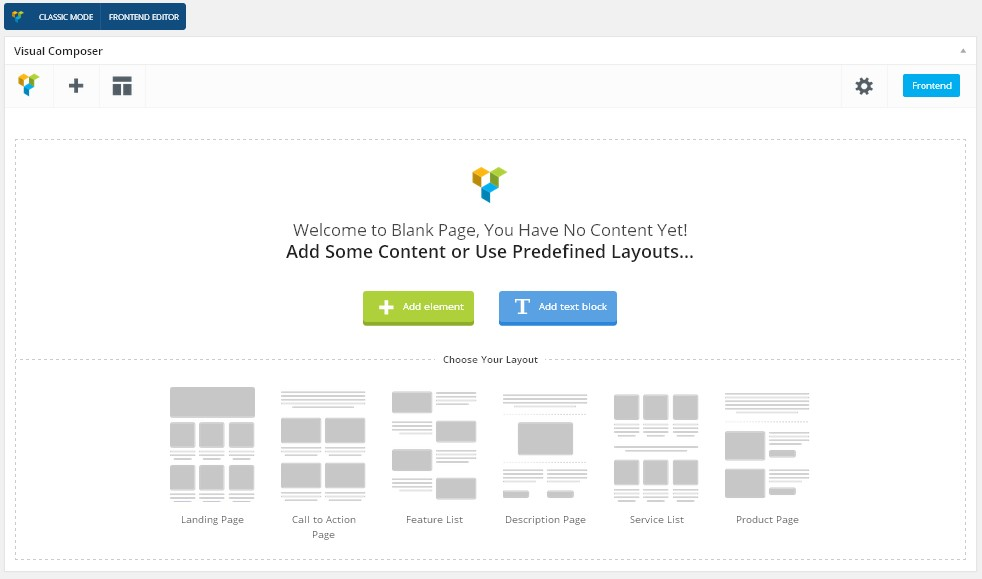 CLASSIC MODE FRONTEND EDITOR
Visual Composer
Frontend
Welcome to Blank Page, You Have No Content Yet!
Add Some Content or Use Predefined Layouts...
Add element
T Add text block
Choose Your Layout
Landing Page
Call to Action
Page
Feature List
Description Page
Service List
Product Page